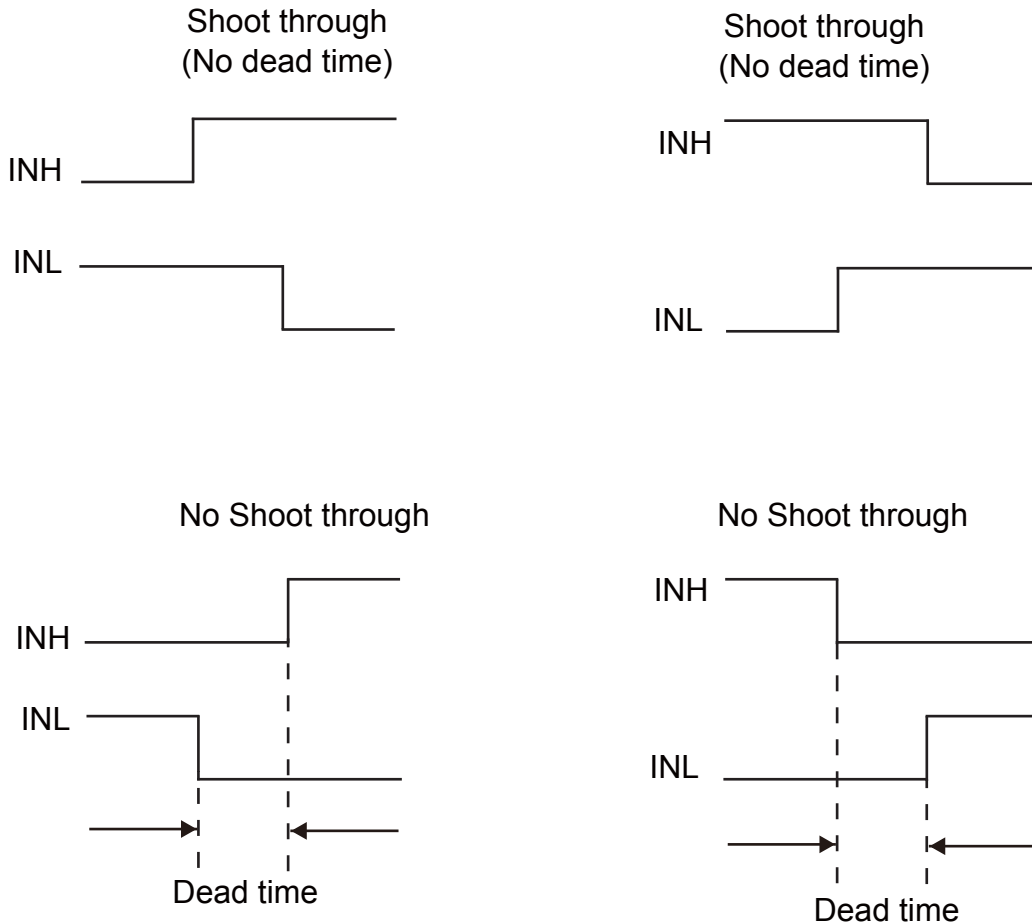 Shoot through
(No dead time)
INH
INL
Shoot through
(No dead time)
INH
INL
No Shoot through
INH
INL
Dead time
No Shoot through
INH
INL
Dead time